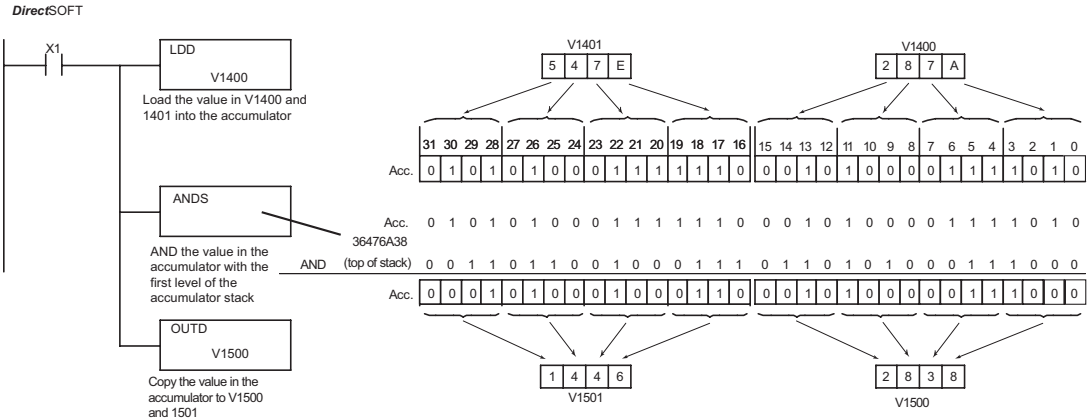 DirectSOFT
X1
LDD
V1400
Load the value in V1400 and
1401 into the accumulator
ANDS
AND the value in the
accumulator with the
first level of the
accumulator stack
OUTD
V1500
Copy the value in the
accumulator to V1500
and 1501
V1401
5 4 7 E
V1400
2 8 7 A
31 30 29 28 27 26 25 24 23 22 21 20 19 18 17 16 15 14 13 12 11 10 9 8 7 6 5 4 3 2 1 0
Acc. 0 1 0 1 0 1 0 0 0 1 1 1 1 1 1 0 0 0 1 0 1 0 0 0 0 1 1 1 1 0 1 0
Acc. 0 1 0 1 0 1 0 0 0 1 1 1 1 1 1 0 0 0 1 0 1 0 0 0 0 1 1 1 1 0 1 0
36476A38
AND (top of stack) 0 0 1 1 0 1 1 0 0 1 0 0 0 1 1 1 0 1 1 0 1 0 1 0 0 0 1 1 1 0 0 0
Acc. 0 0 0 1 0 1 0 0 0 1 0 0 0 1 1 0 0 0 1 0 1 0 0 0 0 0 1 1 1 0 0 0
1 4 4 6
V1501
2 8 3 8
V1500